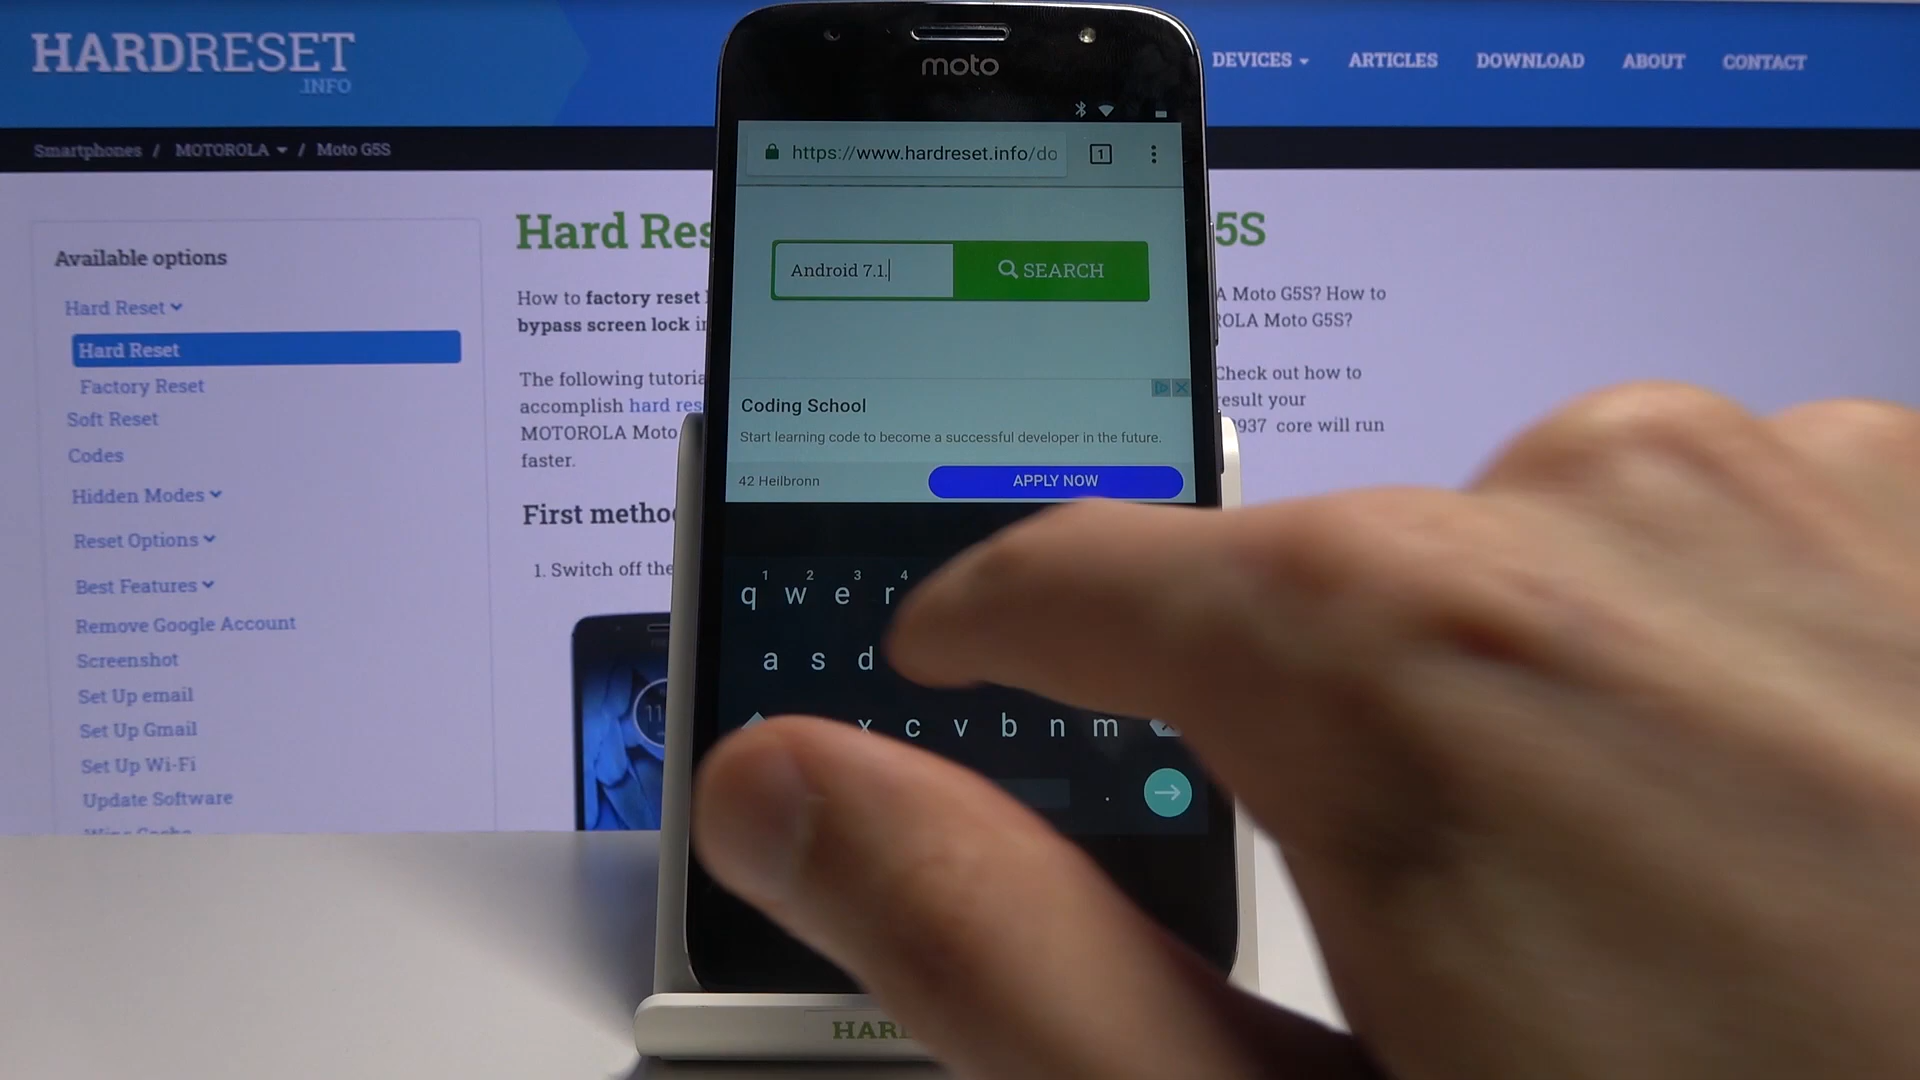 HARDRESET
.INFO
DEVICES
ARTICLES
DOWNLOAD
ABOUT
CONTACT
Smartphones / MOTOROLA / Moto G5S
Available options
Hard Reset
Hard Reset
Factory Reset
Soft Reset
Codes
Hidden Modes
Reset Options
Best Features
Remove Google Account
Screenshot
Set Up email
Set Up Gmail
Set Up Wi-Fi
Update Software
Hard Res
5S
How to factory reset
bypass screen lock
A Moto G5S? How to
OLA Moto G5S?
The following
accomplish hard res
MOTOROLA Moto
faster.
Check out how to
result your
937 core will run
First metho
1. Switch off the
moto
https://www.hardreset.info/do
1
Android 7.1.
SEARCH
Coding School
Start learning code to become a successful developer in the future.
42 Heilbronn
APPLY NOW
1 2 3 4
q w e r
a s d
x c v b n m
.
11
HAR